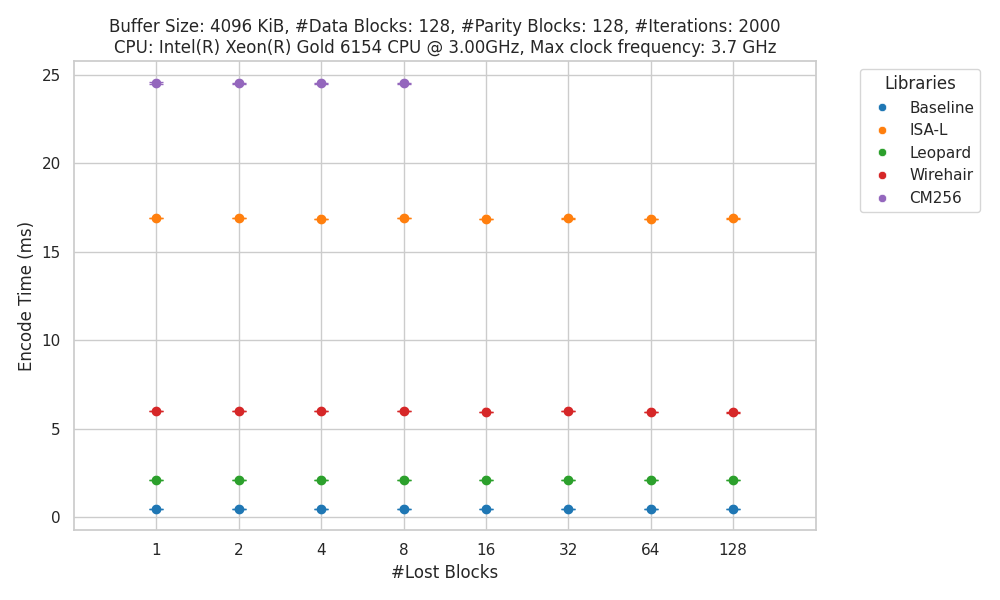 Buffer Size: 4096 KiB, #Data Blocks: 128, #Parity Blocks: 128, #Iterations: 2000
CPU: Intel(R) Xeon(R) Gold 6154 CPU @ 3.00GHz, Max clock frequency: 3.7 GHz
Encode Time (ms)
25
20
15
10
5
0
1 2 4 8 16 32 64 128
#Lost Blocks
Libraries
Baseline
ISA-L
Leopard
Wirehair
CM256